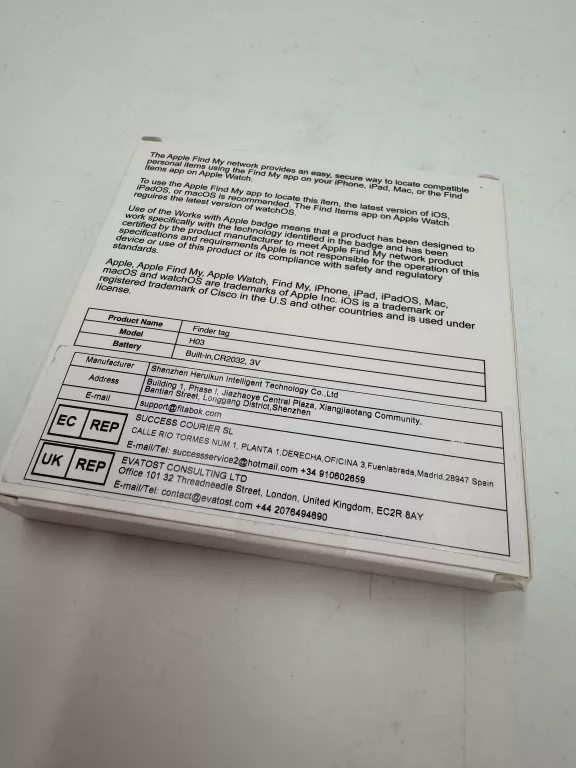 The Apple Find My network provides an easy, secure way to locate compatible
personal items using the Find My app on your iPhone, iPad, Mac, or the Find
Items app on Apple Watch.
To use the Apple Find My app to locate this item, the latest version of iOS,
iPadOS, or macOS is recommended. The Find Items app on Apple Watch
requires the latest version of watchOS.
Use of the Works with Apple badge means that a product has been designed to
work specifically with the technology identified in the badge and has been
certified by the product manufacturer to meet Apple Find My network product
specifications and requirements Apple is not responsible for the operation of this
device or use of this product or its compliance with safety and regulatory
standards.
Apple, Apple Find My, Apple Watch, Find My, iPhone, iPad, iPadOS, Mac,
macOS and watchOS are trademarks of Apple Inc. iOS is a trademark or
registered trademark of Cisco in the U.S and other countries and is used under
license.
Product Name Finder tag
Model H03
Battery Built-in,CR2032, 3V
Manufacturer Shenzhen Heruikun Intelligent Technology Co.,Ltd
Address Building 1, Phase I, Jiazhaoye Central Plaza, Xiangjiaotang Community,
Bantian Street, Longgang District,Shenzhen
E-mail support@fitabok.com
EC REP SUCCESS COURIER SL
CALLE RIO TORMES NUM.1, PLANTA 1,DERECHA,OFICINA 3,Fuenlabrada,Madrid,28947 Spain
E-mail/Tel: successservice2@hotmail.com +34 910602659
UK REP EVATOST CONSULTING LTD
Office 101 32 Threadneedle Street, London, United Kingdom, EC2R 8AY
E-mail/Tel: contact@evatost.com +44 2076494690